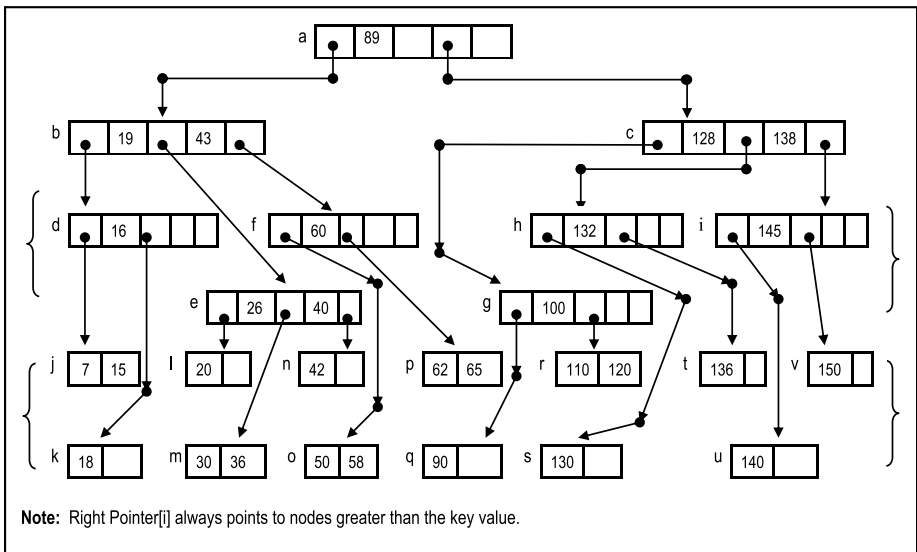 a 89
b 19 43
c 128 138
d 16
f 60
h 132
i 145
e 26 40
g 100
j 7 15
l 20
n 42
p 62 65
r 110 120
t 136
v 150
k 18
m 30 36
o 50 58
q 90
s 130
u 140
Note: Right Pointer[i] always points to nodes greater than the key value.